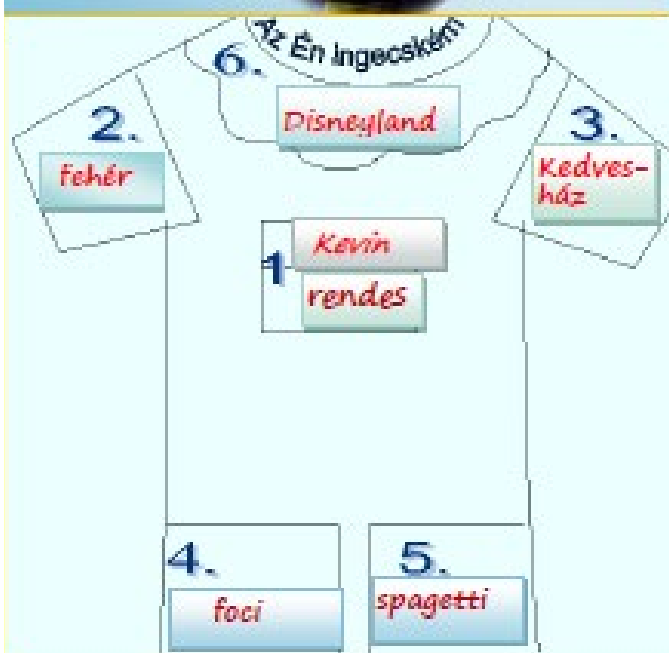 Az Én Ingecském
6.
Disneyland
2.
fehér
3.
Kedves-
ház
1
Kevin
rendes
4.
foci
5.
spagetti